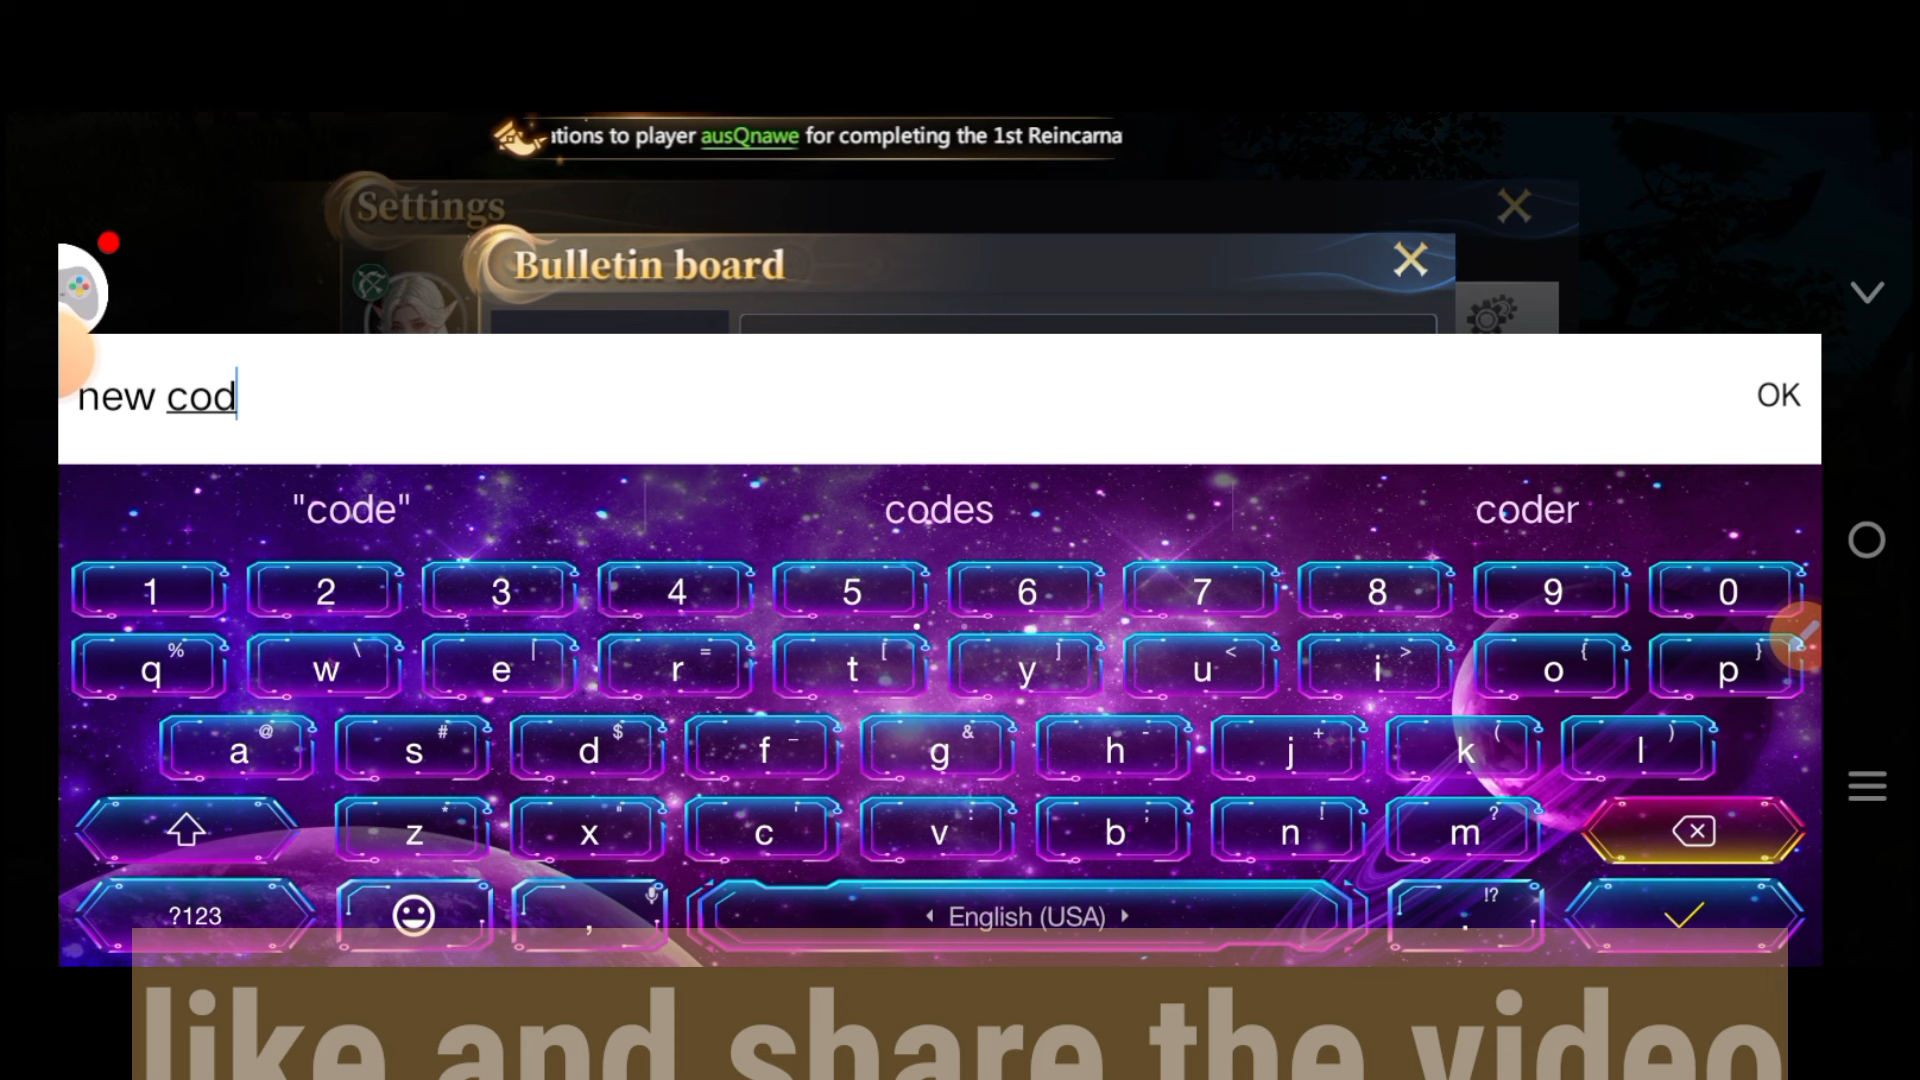 ations to player ausQnawe for completing the 1st Reincarna
Settings
Bulletin board
new cod
OK
"code" codes coder
1 2 3 4 5 6 7 8 9 0
q % w \ e | r = t [ y ] u < i > o { p }
a @ s # d $ f _ g & h - j + k ( l )
z * x " c ' v : b ; n ! m ?
?123 , English (USA) . !?
like and share the video